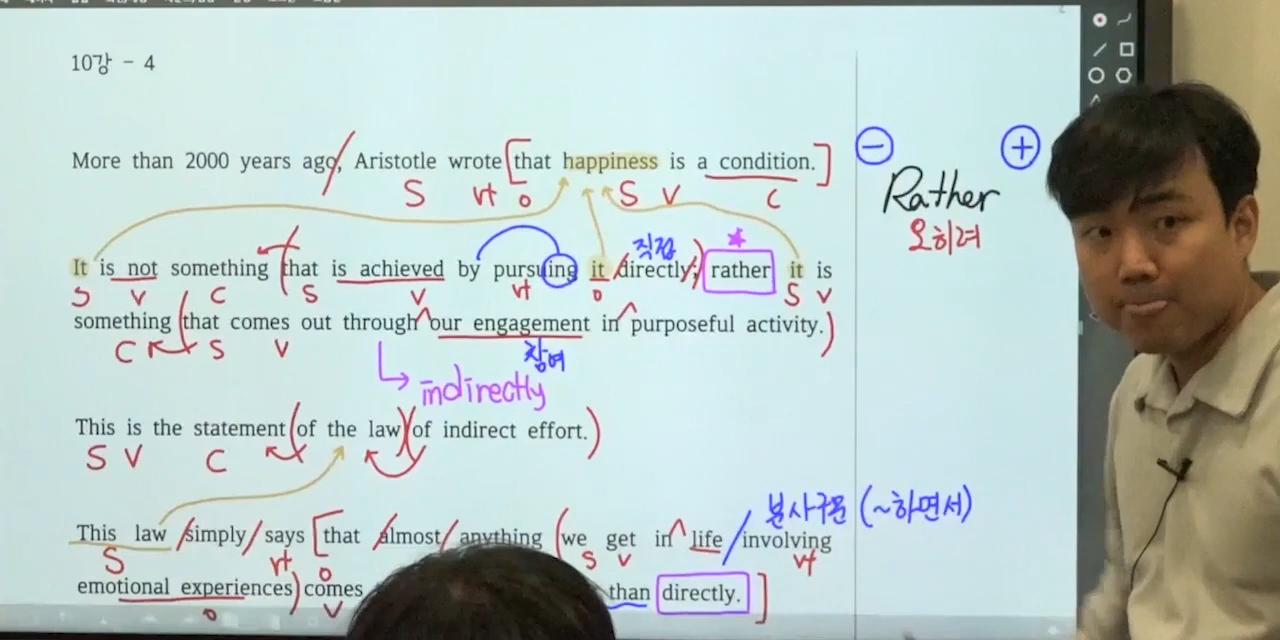 10강 - 4
More than 2000 years ago, Aristotle wrote that happiness is a condition.
S vt o S V C
⊖ ⊕
Rather
오히려
직접 ★
It is not something that is achieved by pursuing it directly; rather it is
S V C S V vt o S V
something that comes out through our engagement in purposeful activity.
C S V 참여
indirectly
This is the statement of the law of indirect effort.
S V C
분사구문 (~하면서)
This law simply says that almost anything we get in life involving
S vt o S V vt
emotional experiences comes than directly.
o V